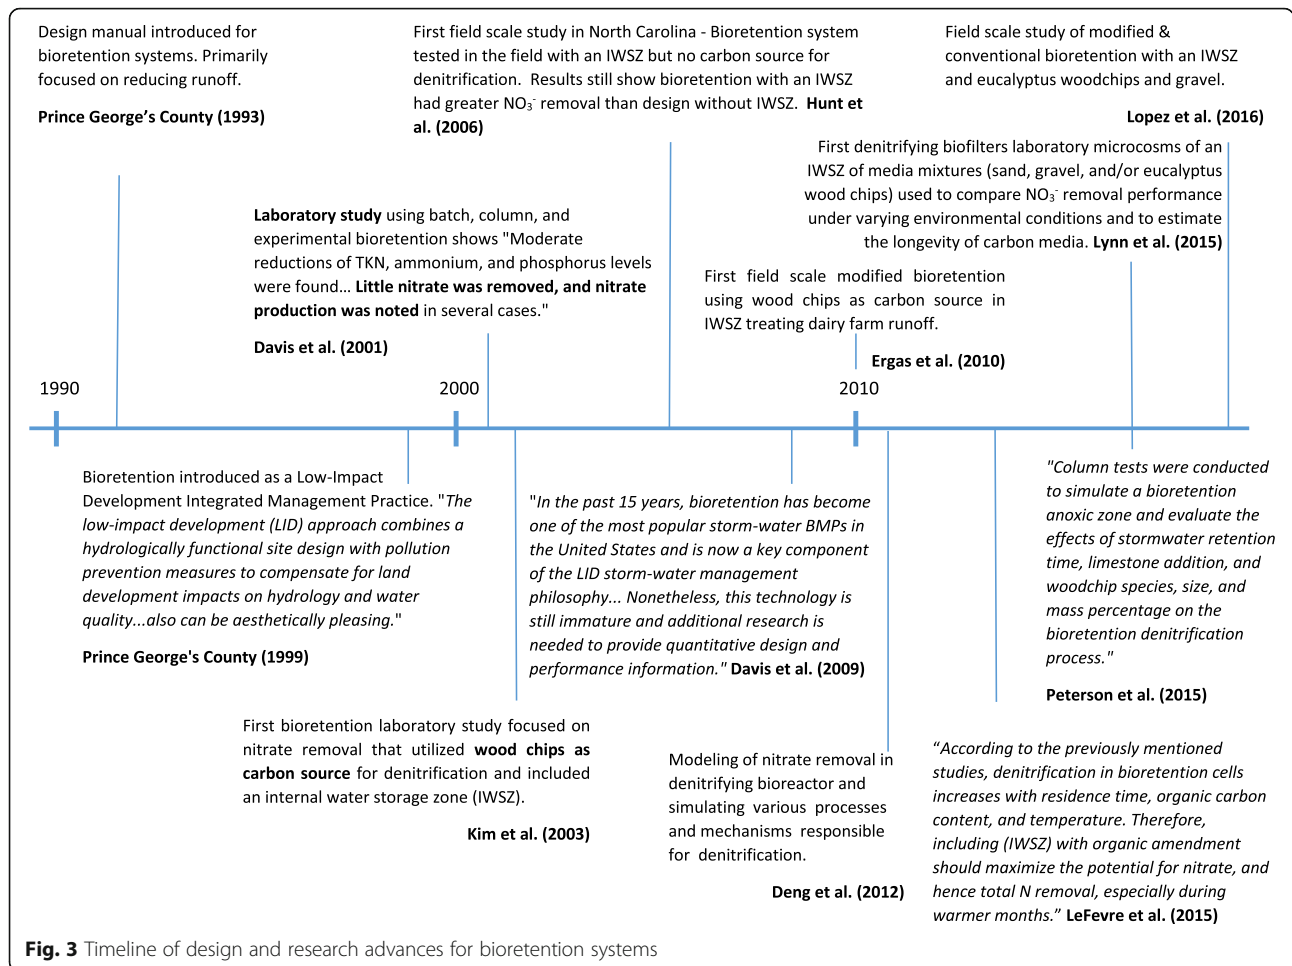 Design manual introduced for
bioretention systems. Primarily
focused on reducing runoff.
Prince George’s County (1993)
First field scale study in North Carolina - Bioretention system
tested in the field with an IWSZ but no carbon source for
denitrification. Results still show bioretention with an IWSZ
had greater NO₃⁻ removal than design without IWSZ. Hunt et
al. (2006)
Field scale study of modified &
conventional bioretention with an IWSZ
and eucalyptus woodchips and gravel.
Lopez et al. (2016)
First denitrifying biofilters laboratory microcosms of an
IWSZ of media mixtures (sand, gravel, and/or eucalyptus
wood chips) used to compare NO₃⁻ removal performance
under varying environmental conditions and to estimate
the longevity of carbon media. Lynn et al. (2015)
Laboratory study using batch, column, and
experimental bioretention shows "Moderate
reductions of TKN, ammonium, and phosphorus levels
were found… Little nitrate was removed, and nitrate
production was noted in several cases."
Davis et al. (2001)
First field scale modified bioretention
using wood chips as carbon source in
IWSZ treating dairy farm runoff.
Ergas et al. (2010)
1990
2000
2010
Bioretention introduced as a Low-Impact
Development Integrated Management Practice. "The
low-impact development (LID) approach combines a
hydrologically functional site design with pollution
prevention measures to compensate for land
development impacts on hydrology and water
quality...also can be aesthetically pleasing."
Prince George's County (1999)
"In the past 15 years, bioretention has become
one of the most popular storm-water BMPs in
the United States and is now a key component
of the LID storm-water management
philosophy... Nonetheless, this technology is
still immature and additional research is
needed to provide quantitative design and
performance information." Davis et al. (2009)
"Column tests were conducted
to simulate a bioretention
anoxic zone and evaluate the
effects of stormwater retention
time, limestone addition, and
woodchip species, size, and
mass percentage on the
bioretention denitrification
process."
Peterson et al. (2015)
First bioretention laboratory study focused on
nitrate removal that utilized wood chips as
carbon source for denitrification and included
an internal water storage zone (IWSZ).
Kim et al. (2003)
Modeling of nitrate removal in
denitrifying bioreactor and
simulating various processes
and mechanisms responsible
for denitrification.
Deng et al. (2012)
“According to the previously mentioned
studies, denitrification in bioretention cells
increases with residence time, organic carbon
content, and temperature. Therefore,
including (IWSZ) with organic amendment
should maximize the potential for nitrate, and
hence total N removal, especially during
warmer months.” LeFevre et al. (2015)
Fig. 3 Timeline of design and research advances for bioretention systems